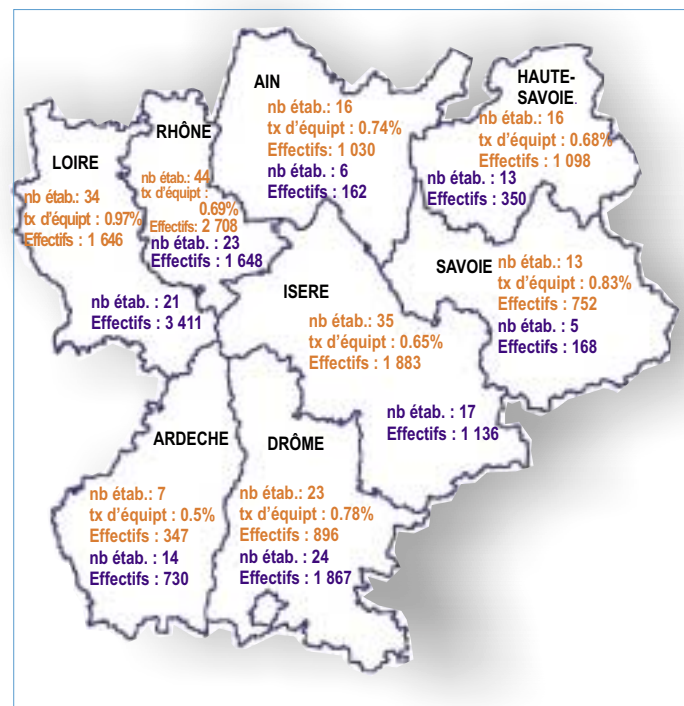 AIN
nb étab.: 16
tx d'équipt : 0.74%
Effectifs: 1 030
nb étab. : 6
Effectifs : 162
HAUTE-
SAVOIE.
nb étab.: 16
tx d'équipt : 0.68%
Effectifs : 1 098
nb étab. : 13
Effectifs : 350
RHÔNE
nb étab.: 44
tx d'équipt :
0.69%
Effectifs: 2 708
nb étab. : 23
Effectifs : 1 648
LOIRE
nb étab.: 34
tx d'équipt : 0.97%
Effectifs : 1 646
nb étab. : 21
Effectifs : 3 411
SAVOIE
nb étab.: 13
tx d'équipt : 0.83%
Effectifs : 752
nb étab. : 5
Effectifs : 168
ISERE
nb étab.: 35
tx d'équipt : 0.65%
Effectifs : 1 883
nb étab. : 17
Effectifs : 1 136
ARDECHE
nb étab.: 7
tx d'équipt : 0.5%
Effectifs : 347
nb étab. : 14
Effectifs : 730
DRÔME
nb étab.: 23
tx d'équipt : 0.78%
Effectifs : 896
nb étab. : 24
Effectifs : 1 867